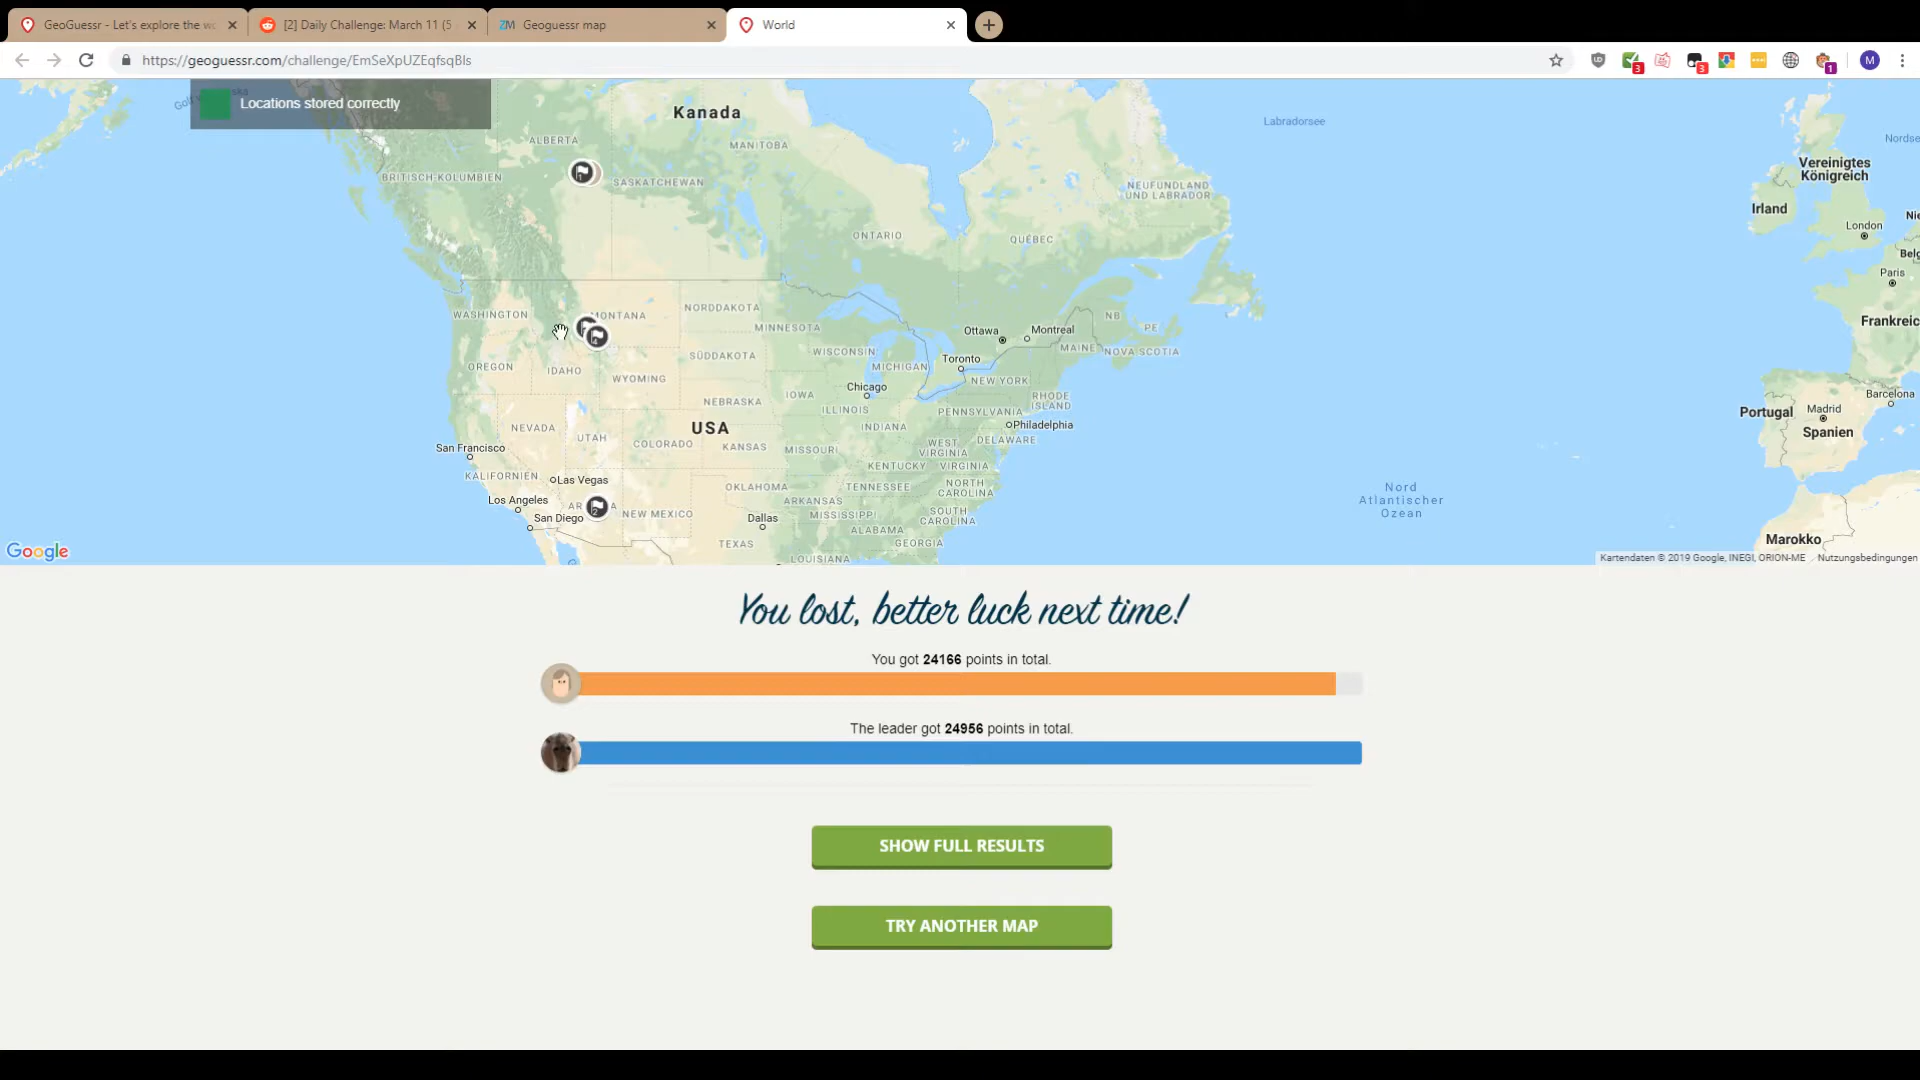 GeoGuessr - Let's explore the wo
[2] Daily Challenge: March 11 (5
ZM Geoguessr map
World
https://geoguessr.com/challenge/EmSeXpUZEqfsqBls
3
3
1
M
Locations stored correctly
Kanada
Labradorsee
ALBERTA
MANITOBA
BRITISCH-KOLUMBIEN
SASKATCHEWAN
NEUFUNDLAND
UND LABRADOR
Vereinigtes
Königreich
Irland
London
ONTARIO
QUÉBEC
Paris
WASHINGTON
MONTANA
NORDDAKOTA
MINNESOTA
Ottawa
Montreal
NB
PE
MAINE
NOVA SCOTIA
Frankreic
OREGON
IDAHO
SÜDDAKOTA
WISCONSIN
MICHIGAN
Toronto
WYOMING
Chicago
NEW YORK
NEBRASKA
IOWA
ILLINOIS
INDIANA
PENNSYLVANIA
RHODE
ISLAND
Philadelphia
Barcelona
Portugal
Madrid
Spanien
NEVADA
UTAH
COLORADO
USA
KANSAS
MISSOURI
WEST
VIRGINIA
DELAWARE
San Francisco
KALIFORNIEN
Las Vegas
KENTUCKY
VIRGINIA
Los Angeles
San Diego
2
NEW MEXICO
OKLAHOMA
ARKANSAS
TENNESSEE
NORTH
CAROLINA
Dallas
MISSISSIPPI
ALABAMA
SOUTH
CAROLINA
TEXAS
GEORGIA
LOUISIANA
Nord
Atlantischer
Ozean
Marokko
Google
Kartendaten © 2019 Google, INEGI, ORION-ME
Nutzungsbedingungen
You lost, better luck next time!
You got 24166 points in total.
The leader got 24956 points in total.
SHOW FULL RESULTS
TRY ANOTHER MAP